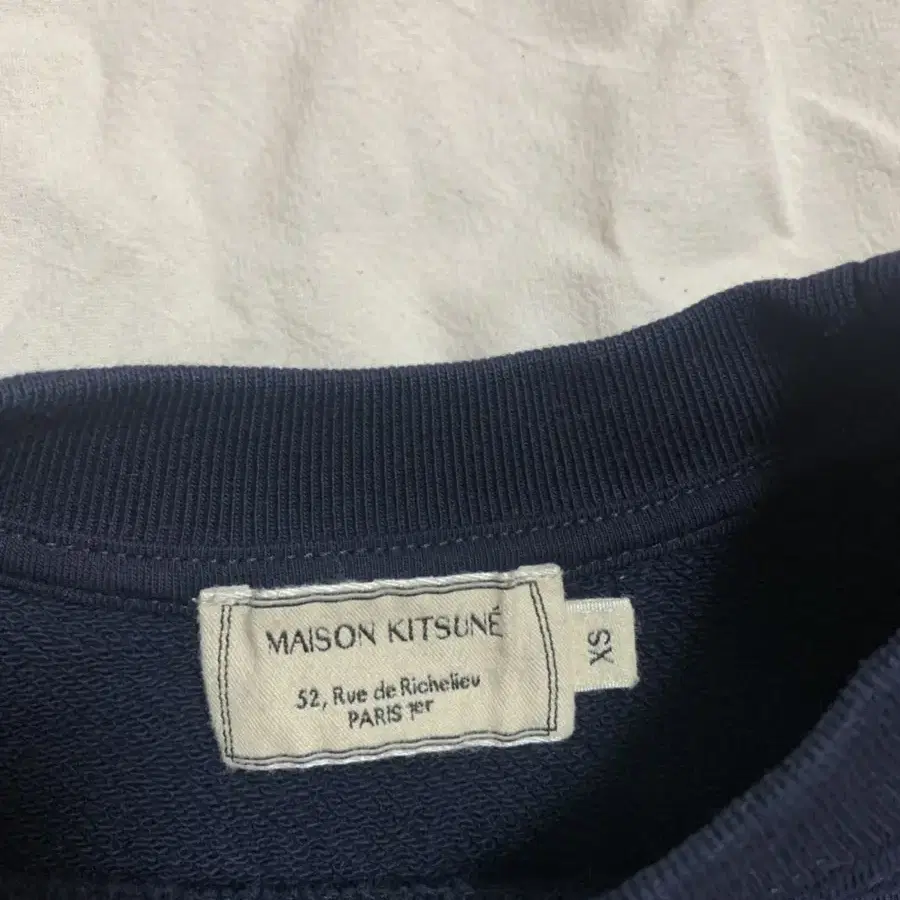 MAISON KITSUNÉ
52, Rue de Richelieu
PARIS 1er
XS